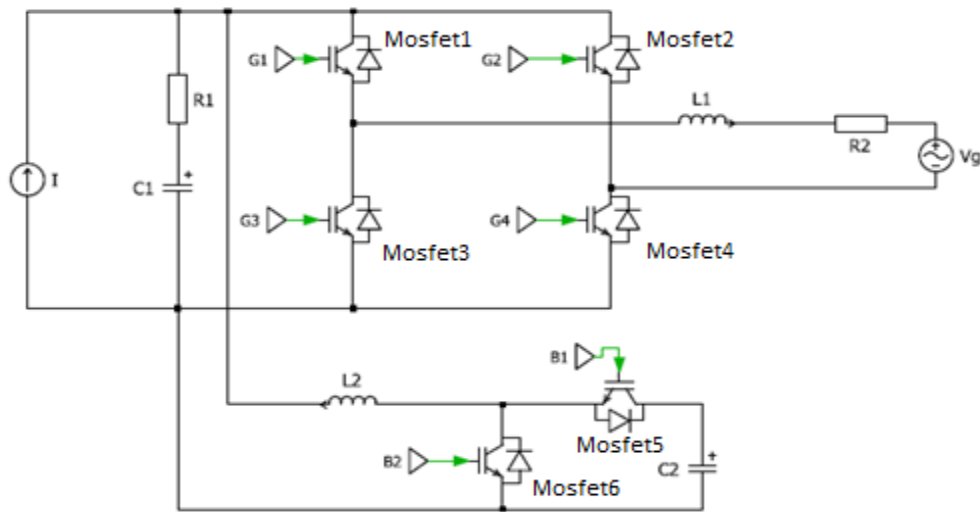 Mosfet1
Mosfet2
G1
G2
R1
L1
R2
Vg
I
C1
G3
G4
Mosfet3
Mosfet4
B1
L2
Mosfet5
B2
C2
Mosfet6